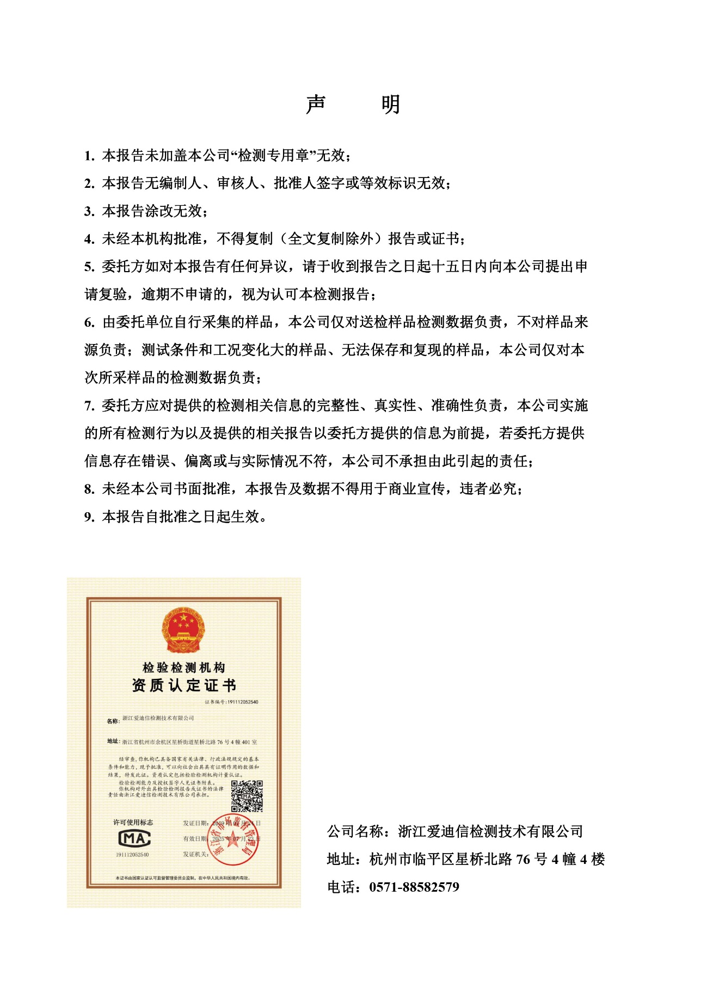 声 明
1. 本报告未加盖本公司“检测专用章”无效；
2. 本报告无编制人、审核人、批准人签字或等效标识无效；
3. 本报告涂改无效；
4. 未经本机构批准，不得复制（全文复制除外）报告或证书；
5. 委托方如对本报告有任何异议，请于收到报告之日起十五日内向本公司提出申
请复验，逾期不申请的，视为认可本检测报告；
6. 由委托单位自行采集的样品，本公司仅对送检样品检测数据负责，不对样品来
源负责；测试条件和工况变化大的样品、无法保存和复现的样品，本公司仅对本
次所采样品的检测数据负责；
7. 委托方应对提供的检测相关信息的完整性、真实性、准确性负责，本公司实施
的所有检测行为以及提供的相关报告以委托方提供的信息为前提，若委托方提供
信息存在错误、偏离或与实际情况不符，本公司不承担由此引起的责任；
8. 未经本公司书面批准，本报告及数据不得用于商业宣传，违者必究；
9. 本报告自批准之日起生效。
检验检测机构
资质认定证书
证书编号:191112052540
名称：浙江爱迪信检测技术有限公司
地址：浙江省杭州市余杭区星桥街道星桥北路 76 号 4 幢 401 室
经审查，你机构已具备国家有关法律、行政法规规定的基本
条件和能力，现予批准，可以向社会出具具有证明作用的数据和
结果，特发此证。资质认定包括检验检测机构计量认证。
检验检测能力及授权签字人见证书附表。
你机构对外出具检验检测报告或证书的法律
责任由浙江爱迪信检测技术有限公司承担。
许可使用标志
MA
191112052540
发证日期：2019 年 月 24 日
有效日期：2025 年 07 月 23 日
发证机关：
浙江省市场监督管理局
本证书由国家认证认可监督管理委员会监制，在中华人民共和国境内有效。
公司名称：浙江爱迪信检测技术有限公司
地址：杭州市临平区星桥北路 76 号 4 幢 4 楼
电话：0571-88582579